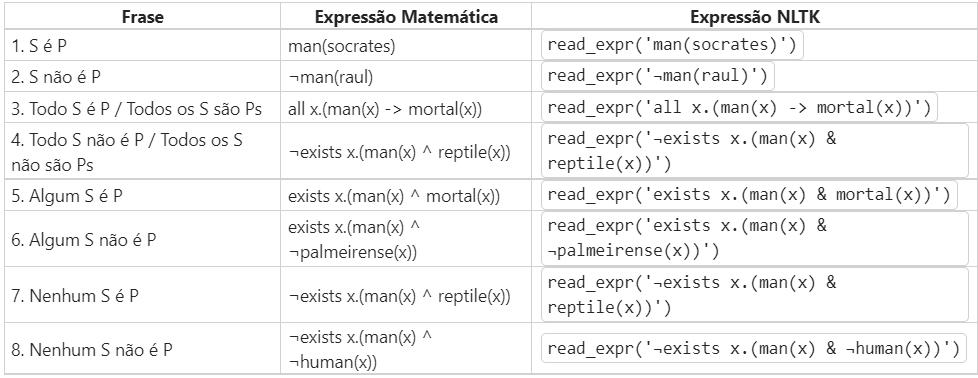 Frase Expressão Matemática Expressão NLTK
1. S é P man(socrates) read_expr('man(socrates)')
2. S não é P ¬man(raul) read_expr('¬man(raul)')
3. Todo S é P / Todos os S são Ps all x.(man(x) -> mortal(x)) read_expr('all x.(man(x) -> mortal(x))')
4. Todo S não é P / Todos os S
não são Ps
¬exists x.(man(x) ^ reptile(x))
read_expr('¬exists x.(man(x) &
reptile(x))')
5. Algum S é P exists x.(man(x) ^ mortal(x)) read_expr('exists x.(man(x) & mortal(x))')
6. Algum S não é P
exists x.(man(x) ^
¬palmeirense(x))
read_expr('exists x.(man(x) &
¬palmeirense(x))')
7. Nenhum S é P
¬exists x.(man(x) ^ reptile(x))
read_expr('¬exists x.(man(x) &
reptile(x))')
8. Nenhum S não é P
¬exists x.(man(x) ^
¬human(x))
read_expr('¬exists x.(man(x) & ¬human(x))')